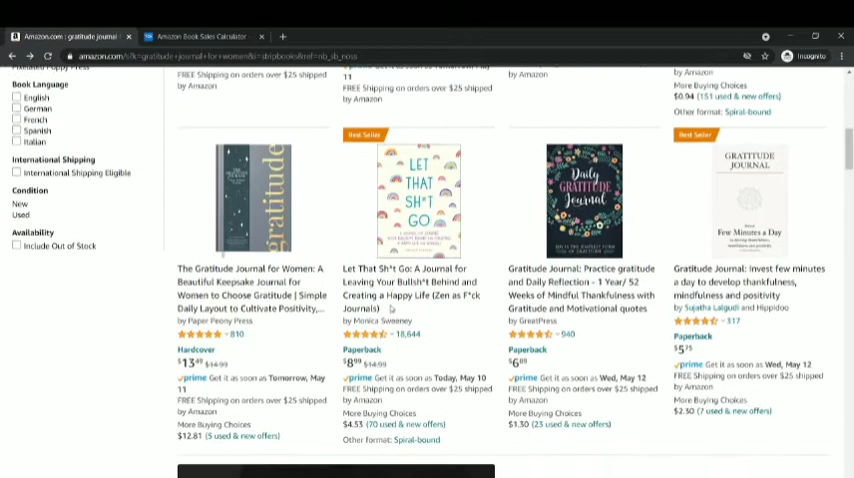 Amazon.com : gratitude journal
Amazon Book Sales Calculator
amazon.com/s?k=gratitude+journal+for+women&i=stripbooks&ref=nb_sb_noss
Incognito
Book Language
English
German
French
Spanish
Italian
International Shipping
International Shipping Eligible
Condition
New
Used
Availability
Include Out of Stock
FREE Shipping on orders over $25 shipped
by Amazon
11
FREE Shipping on orders over $25 shipped
by Amazon
by Amazon
by Amazon
More Buying Choices
$0.94 (151 used & new offers)
Other format: Spiral-bound
gratitude
The Gratitude Journal for Women: A
Beautiful Keepsake Journal for
Women to Choose Gratitude | Simple
Daily Layout to Cultivate Positivity,...
by Paper Peony Press
810
Hardcover
$13.49 $14.99
prime Get it as soon as Tomorrow, May
11
FREE Shipping on orders over $25 shipped
by Amazon
More Buying Choices
$12.81 (5 used & new offers)
Best Seller
LET
THAT
SH*T
GO
Let That Sh*t Go: A Journal for
Leaving Your Bullsh*t Behind and
Creating a Happy Life (Zen as F*ck
Journals)
by Monica Sweeney
18,644
Paperback
$8.99 $14.99
prime Get it as soon as Today, May 10
FREE Shipping on orders over $25 shipped
by Amazon
More Buying Choices
$4.53 (70 used & new offers)
Other format: Spiral-bound
Daily
GRATITUDE
Journal
Gratitude Journal: Practice gratitude
and Daily Reflection - 1 Year/ 52
Weeks of Mindful Thankfulness with
Gratitude and Motivational quotes
by GreatPress
940
Paperback
$6.89
prime Get it as soon as Wed, May 12
FREE Shipping on orders over $25 shipped
by Amazon
More Buying Choices
$1.30 (23 used & new offers)
Best Seller
GRATITUDE
JOURNAL
Few Minutes a Day
Gratitude Journal: Invest few minutes
a day to develop thankfulness,
mindfulness and positivity
by Sujatha Lalgudi and Hippidoo
317
Paperback
$5.75
prime Get it as soon as Wed, May 12
FREE Shipping on orders over $25 shipped
by Amazon
More Buying Choices
$2.30 (7 used & new offers)